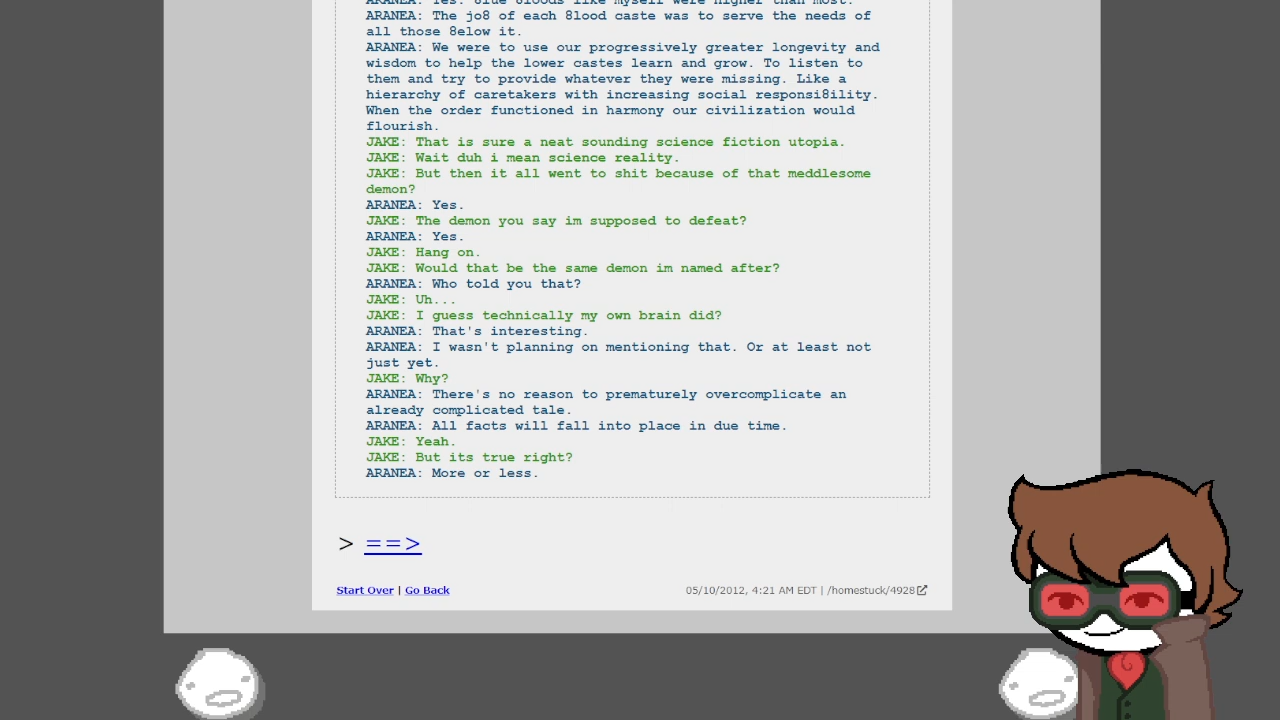 ARANEA: Yes. 8lue 8loods like myself were higher than most.
ARANEA: The jo8 of each 8lood caste was to serve the needs of
all those 8elow it.
ARANEA: We were to use our progressively greater longevity and
wisdom to help the lower castes learn and grow. To listen to
them and try to provide whatever they were missing. Like a
hierarchy of caretakers with increasing social responsi8ility.
When the order functioned in harmony our civilization would
flourish.
JAKE: That is sure a neat sounding science fiction utopia.
JAKE: Wait duh i mean science reality.
JAKE: But then it all went to shit because of that meddlesome
demon?
ARANEA: Yes.
JAKE: The demon you say im supposed to defeat?
ARANEA: Yes.
JAKE: Hang on.
JAKE: Would that be the same demon im named after?
ARANEA: Who told you that?
JAKE: Uh...
JAKE: I guess technically my own brain did?
ARANEA: That's interesting.
ARANEA: I wasn't planning on mentioning that. Or at least not
just yet.
JAKE: Why?
ARANEA: There's no reason to prematurely overcomplicate an
already complicated tale.
ARANEA: All facts will fall into place in due time.
JAKE: Yeah.
JAKE: But its true right?
ARANEA: More or less.
> ==>
Start Over | Go Back
05/10/2012, 4:21 AM EDT | /homestuck/4928